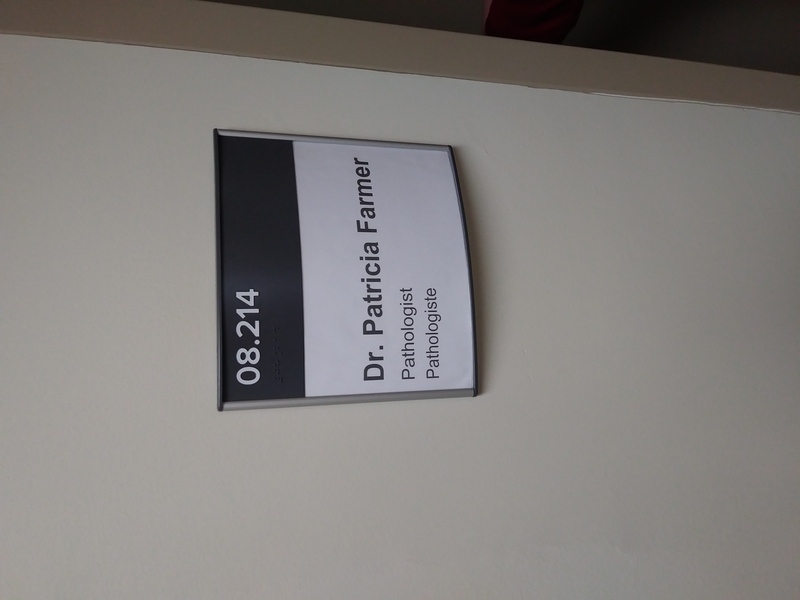 08.214
Dr. Patricia Farmer
Pathologist
Pathologiste